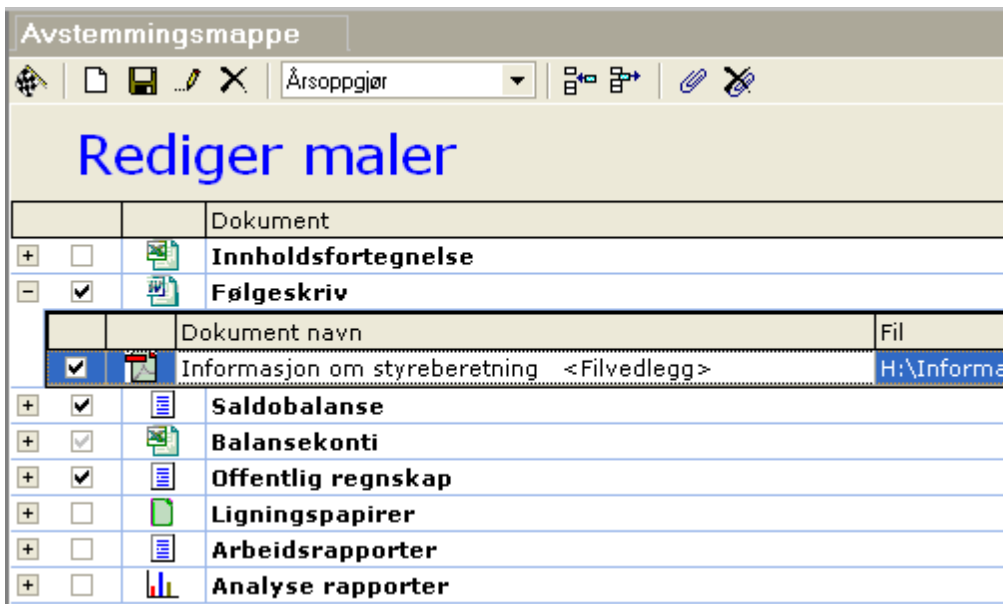 Avstemmingsmappe
Årsoppgjør
Rediger maler
Dokument
Innholdsfortegnelse
Følgeskriv
Dokument navn Fil
Informasjon om styreberetning <Filvedlegg> H:\Informa
Saldobalanse
Balansekonti
Offentlig regnskap
Ligningspapirer
Arbeidsrapporter
Analyse rapporter